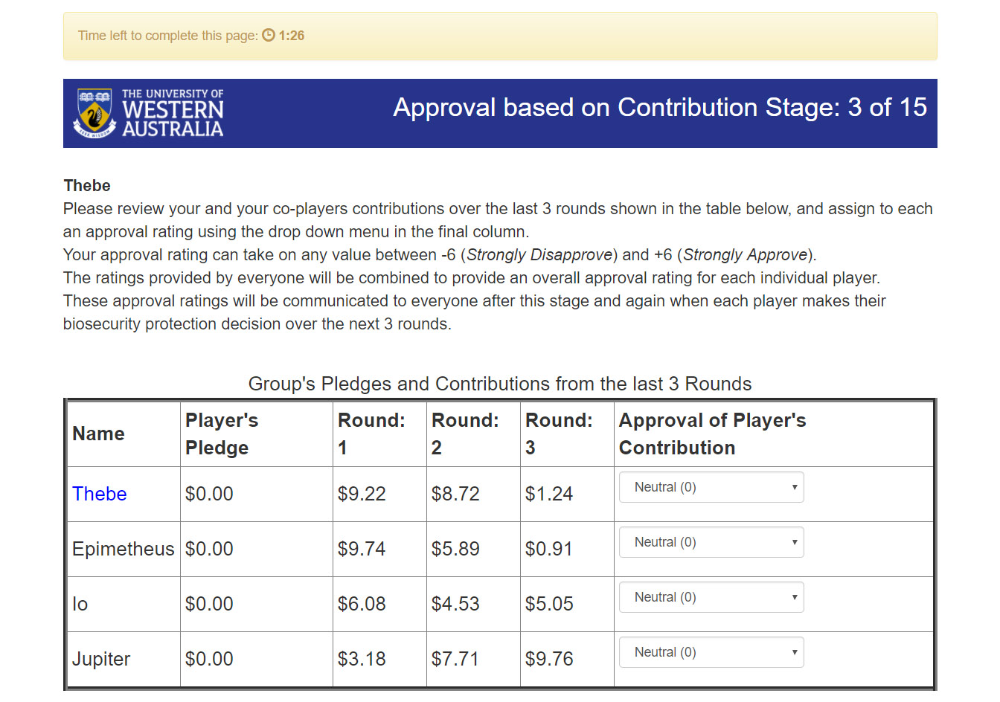 Time left to complete this page: 1:26
THE UNIVERSITY OF
WESTERN
AUSTRALIA
SEEK WISDOM
Approval based on Contribution Stage: 3 of 15
Thebe
Please review your and your co-players contributions over the last 3 rounds shown in the table below, and assign to each
an approval rating using the drop down menu in the final column.
Your approval rating can take on any value between -6 (Strongly Disapprove) and +6 (Strongly Approve).
The ratings provided by everyone will be combined to provide an overall approval rating for each individual player.
These approval ratings will be communicated to everyone after this stage and again when each player makes their
biosecurity protection decision over the next 3 rounds.
Group's Pledges and Contributions from the last 3 Rounds
Name Player's Pledge Round: 1 Round: 2 Round: 3 Approval of Player's Contribution
Thebe $0.00 $9.22 $8.72 $1.24 Neutral (0)
Epimetheus $0.00 $9.74 $5.89 $0.91 Neutral (0)
Io $0.00 $6.08 $4.53 $5.05 Neutral (0)
Jupiter $0.00 $3.18 $7.71 $9.76 Neutral (0)